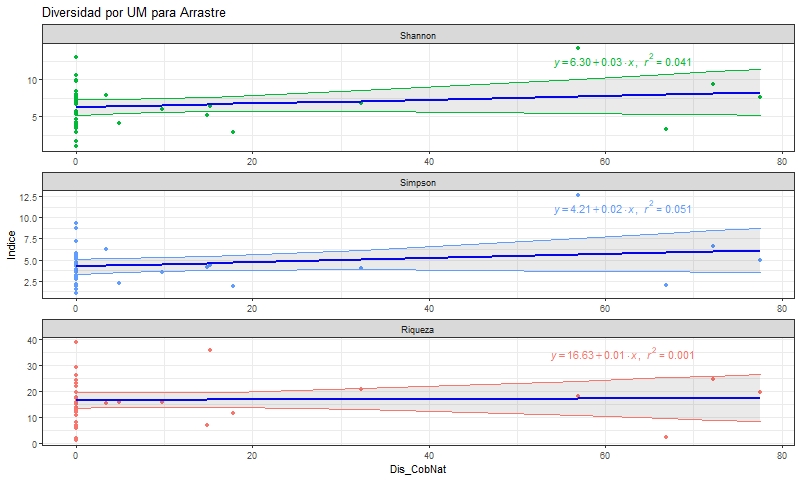 Diversidad por UM para Arrastre
Shannon
y = 6.30 + 0.03 · x, r² = 0.041
10
5
0 20 40 60 80
Simpson
y = 4.21 + 0.02 · x, r² = 0.051
12.5
10.0
7.5
5.0
2.5
0 20 40 60 80
Riqueza
y = 16.63 + 0.01 · x, r² = 0.001
40
30
20
10
0
0 20 40 60 80
Indice
Dis_CobNat